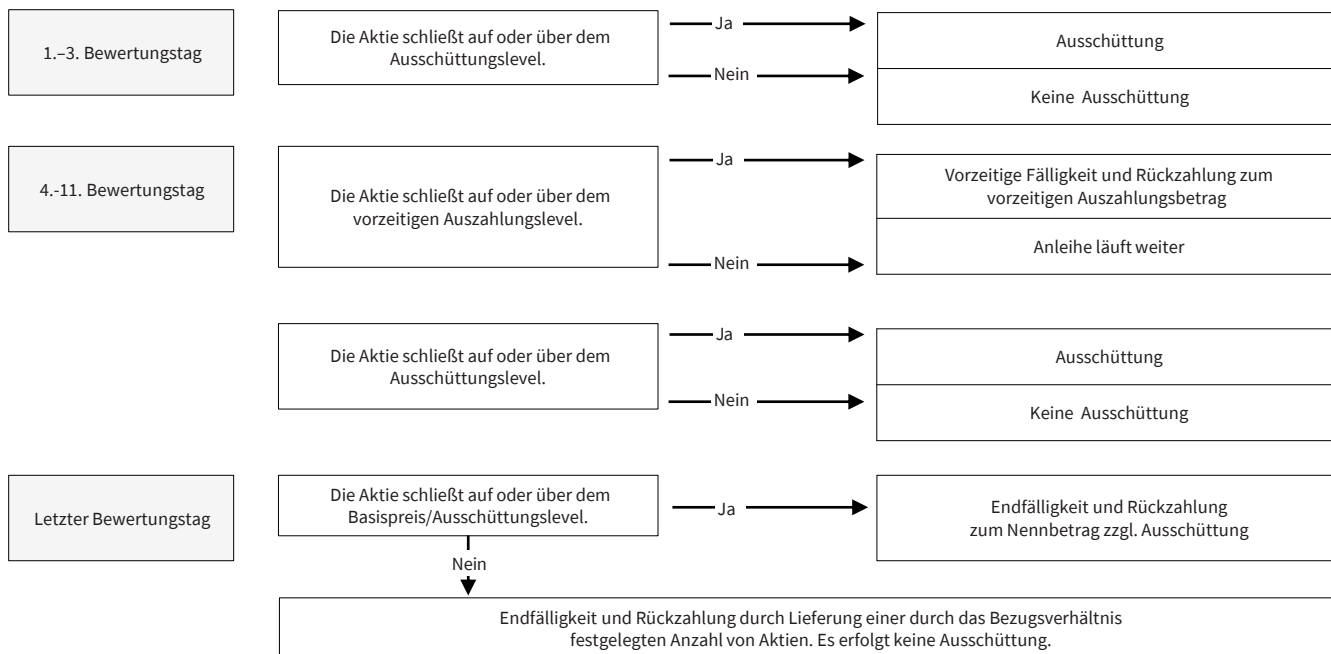 1.–3. Bewertungstag
Die Aktie schließt auf oder über dem
Ausschüttungslevel.
Ja
Ausschüttung
Nein
Keine Ausschüttung
4.-11. Bewertungstag
Die Aktie schließt auf oder über dem
vorzeitigen Auszahlungslevel.
Ja
Vorzeitige Fälligkeit und Rückzahlung zum
vorzeitigen Auszahlungsbetrag
Nein
Anleihe läuft weiter
Die Aktie schließt auf oder über dem
Ausschüttungslevel.
Ja
Ausschüttung
Nein
Keine Ausschüttung
Letzter Bewertungstag
Die Aktie schließt auf oder über dem
Basispreis/Ausschüttungslevel.
Ja
Endfälligkeit und Rückzahlung
zum Nennbetrag zzgl. Ausschüttung
Nein
Endfälligkeit und Rückzahlung durch Lieferung einer durch das Bezugsverhältnis
festgelegten Anzahl von Aktien. Es erfolgt keine Ausschüttung.